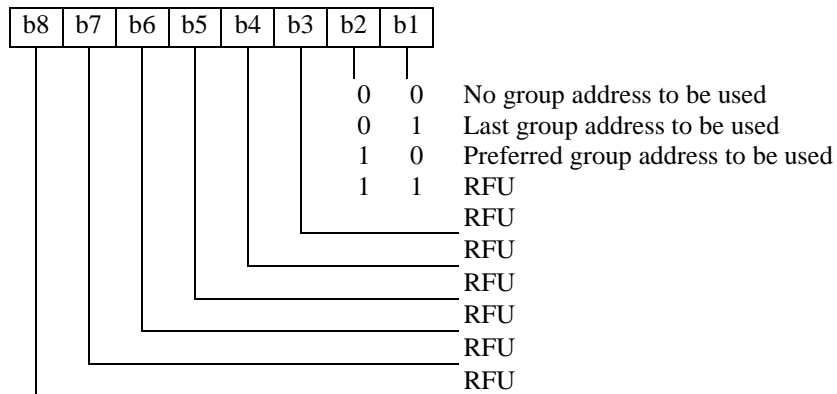 b8 b7 b6 b5 b4 b3 b2 b1
0 0 No group address to be used
0 1 Last group address to be used
1 0 Preferred group address to be used
1 1 RFU
RFU
RFU
RFU
RFU
RFU
RFU